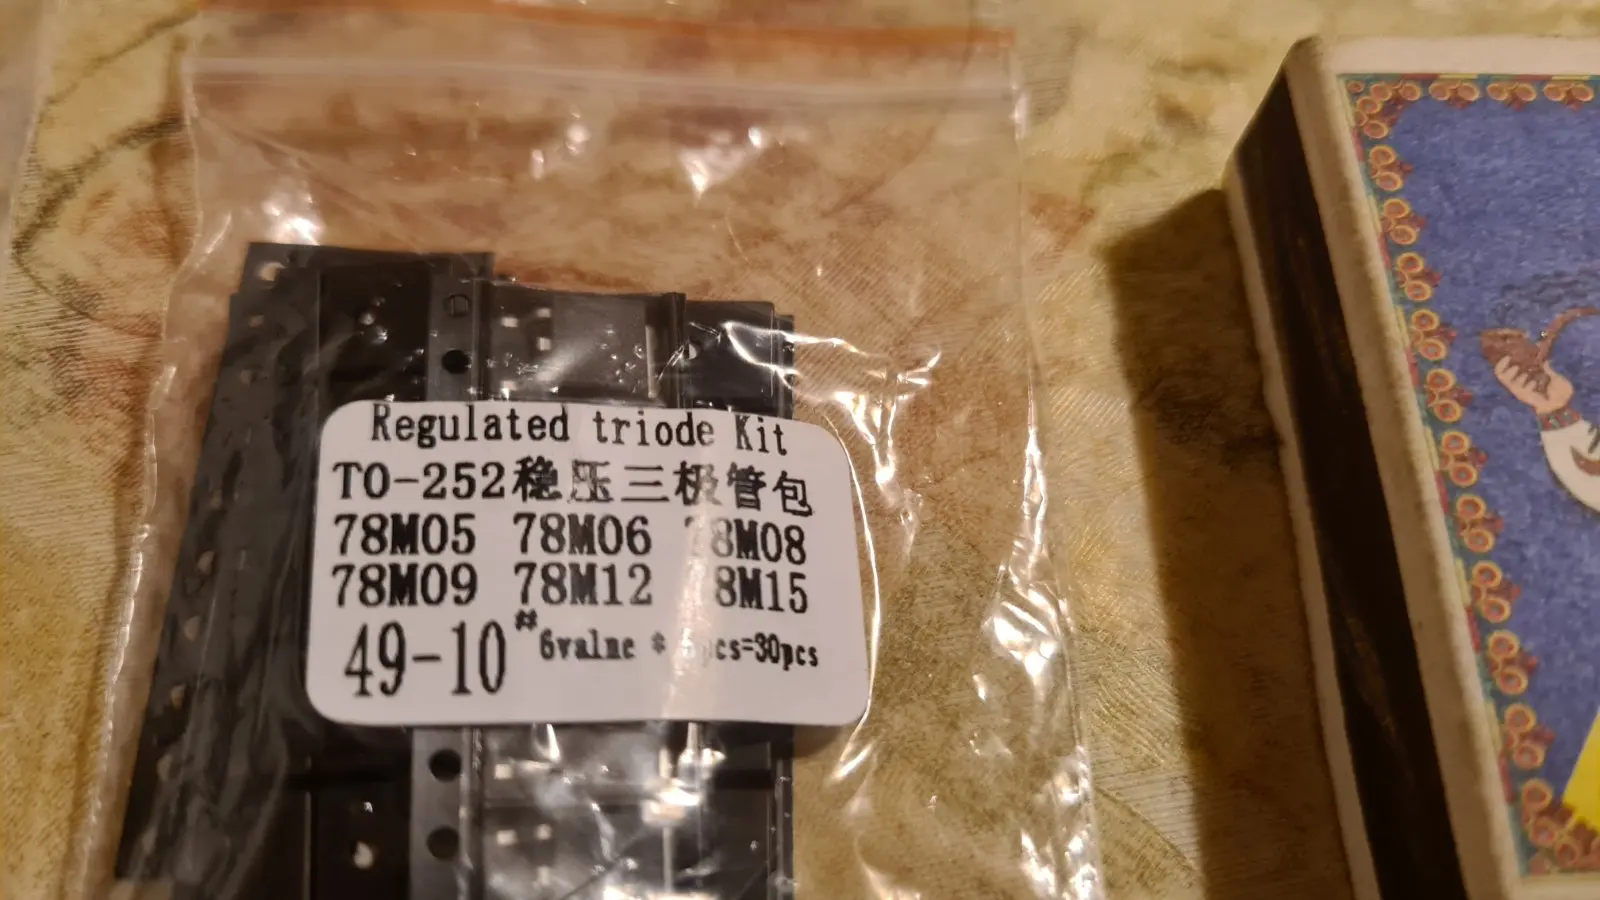 Regulated triode Kit
TO-252稳压三极管包
78M05 78M06 78M08
78M09 78M12 78M15
49-10# 6valne * 5pcs=30pcs